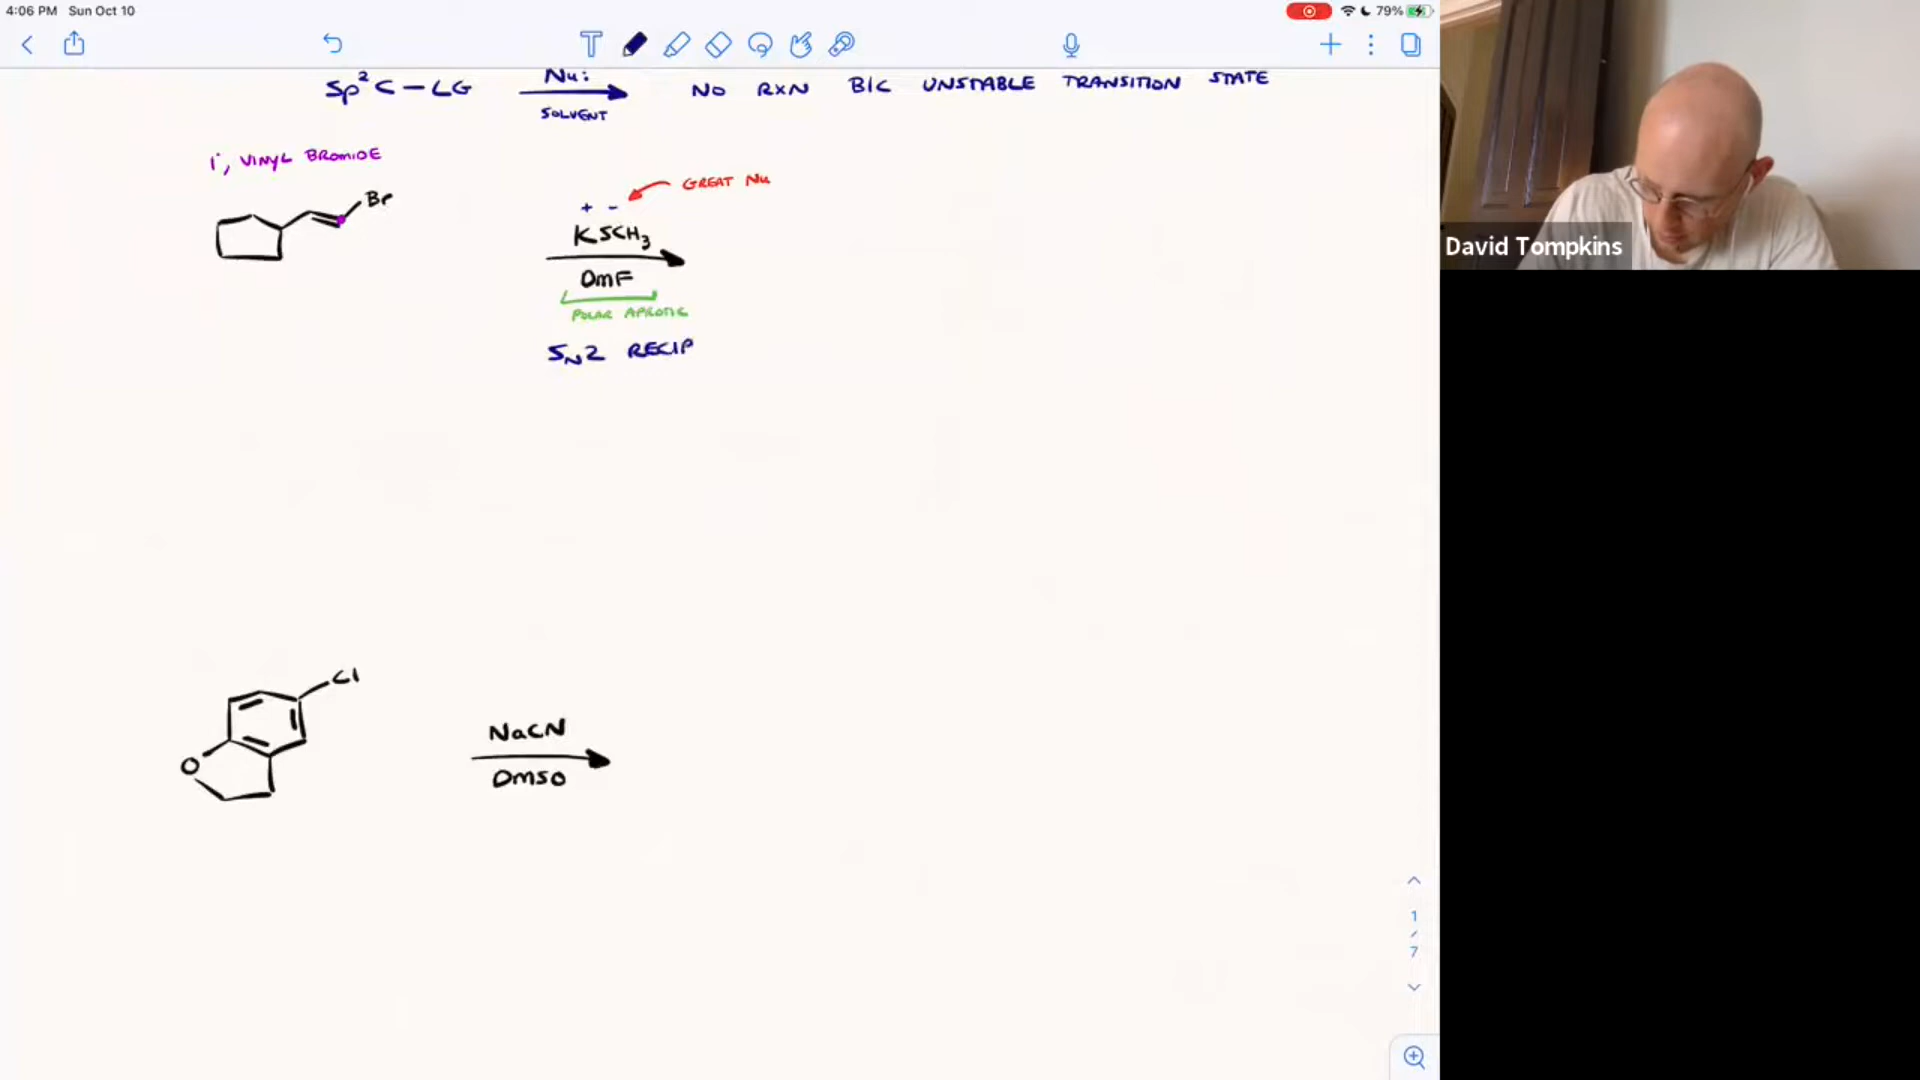 4:06 PM Sun Oct 10
79%
Sp² C – LG Nu: NO RXN B/C UNSTABLE TRANSITION STATE
SOLVENT
1°, VINYL BROMIDE
Br
+ - GREAT Nu
KSCH₃
DMF
POLAR APROTIC
SN2 RECIP
David Tompkins
Cl
O
NaCN
DMSO
1
/
7